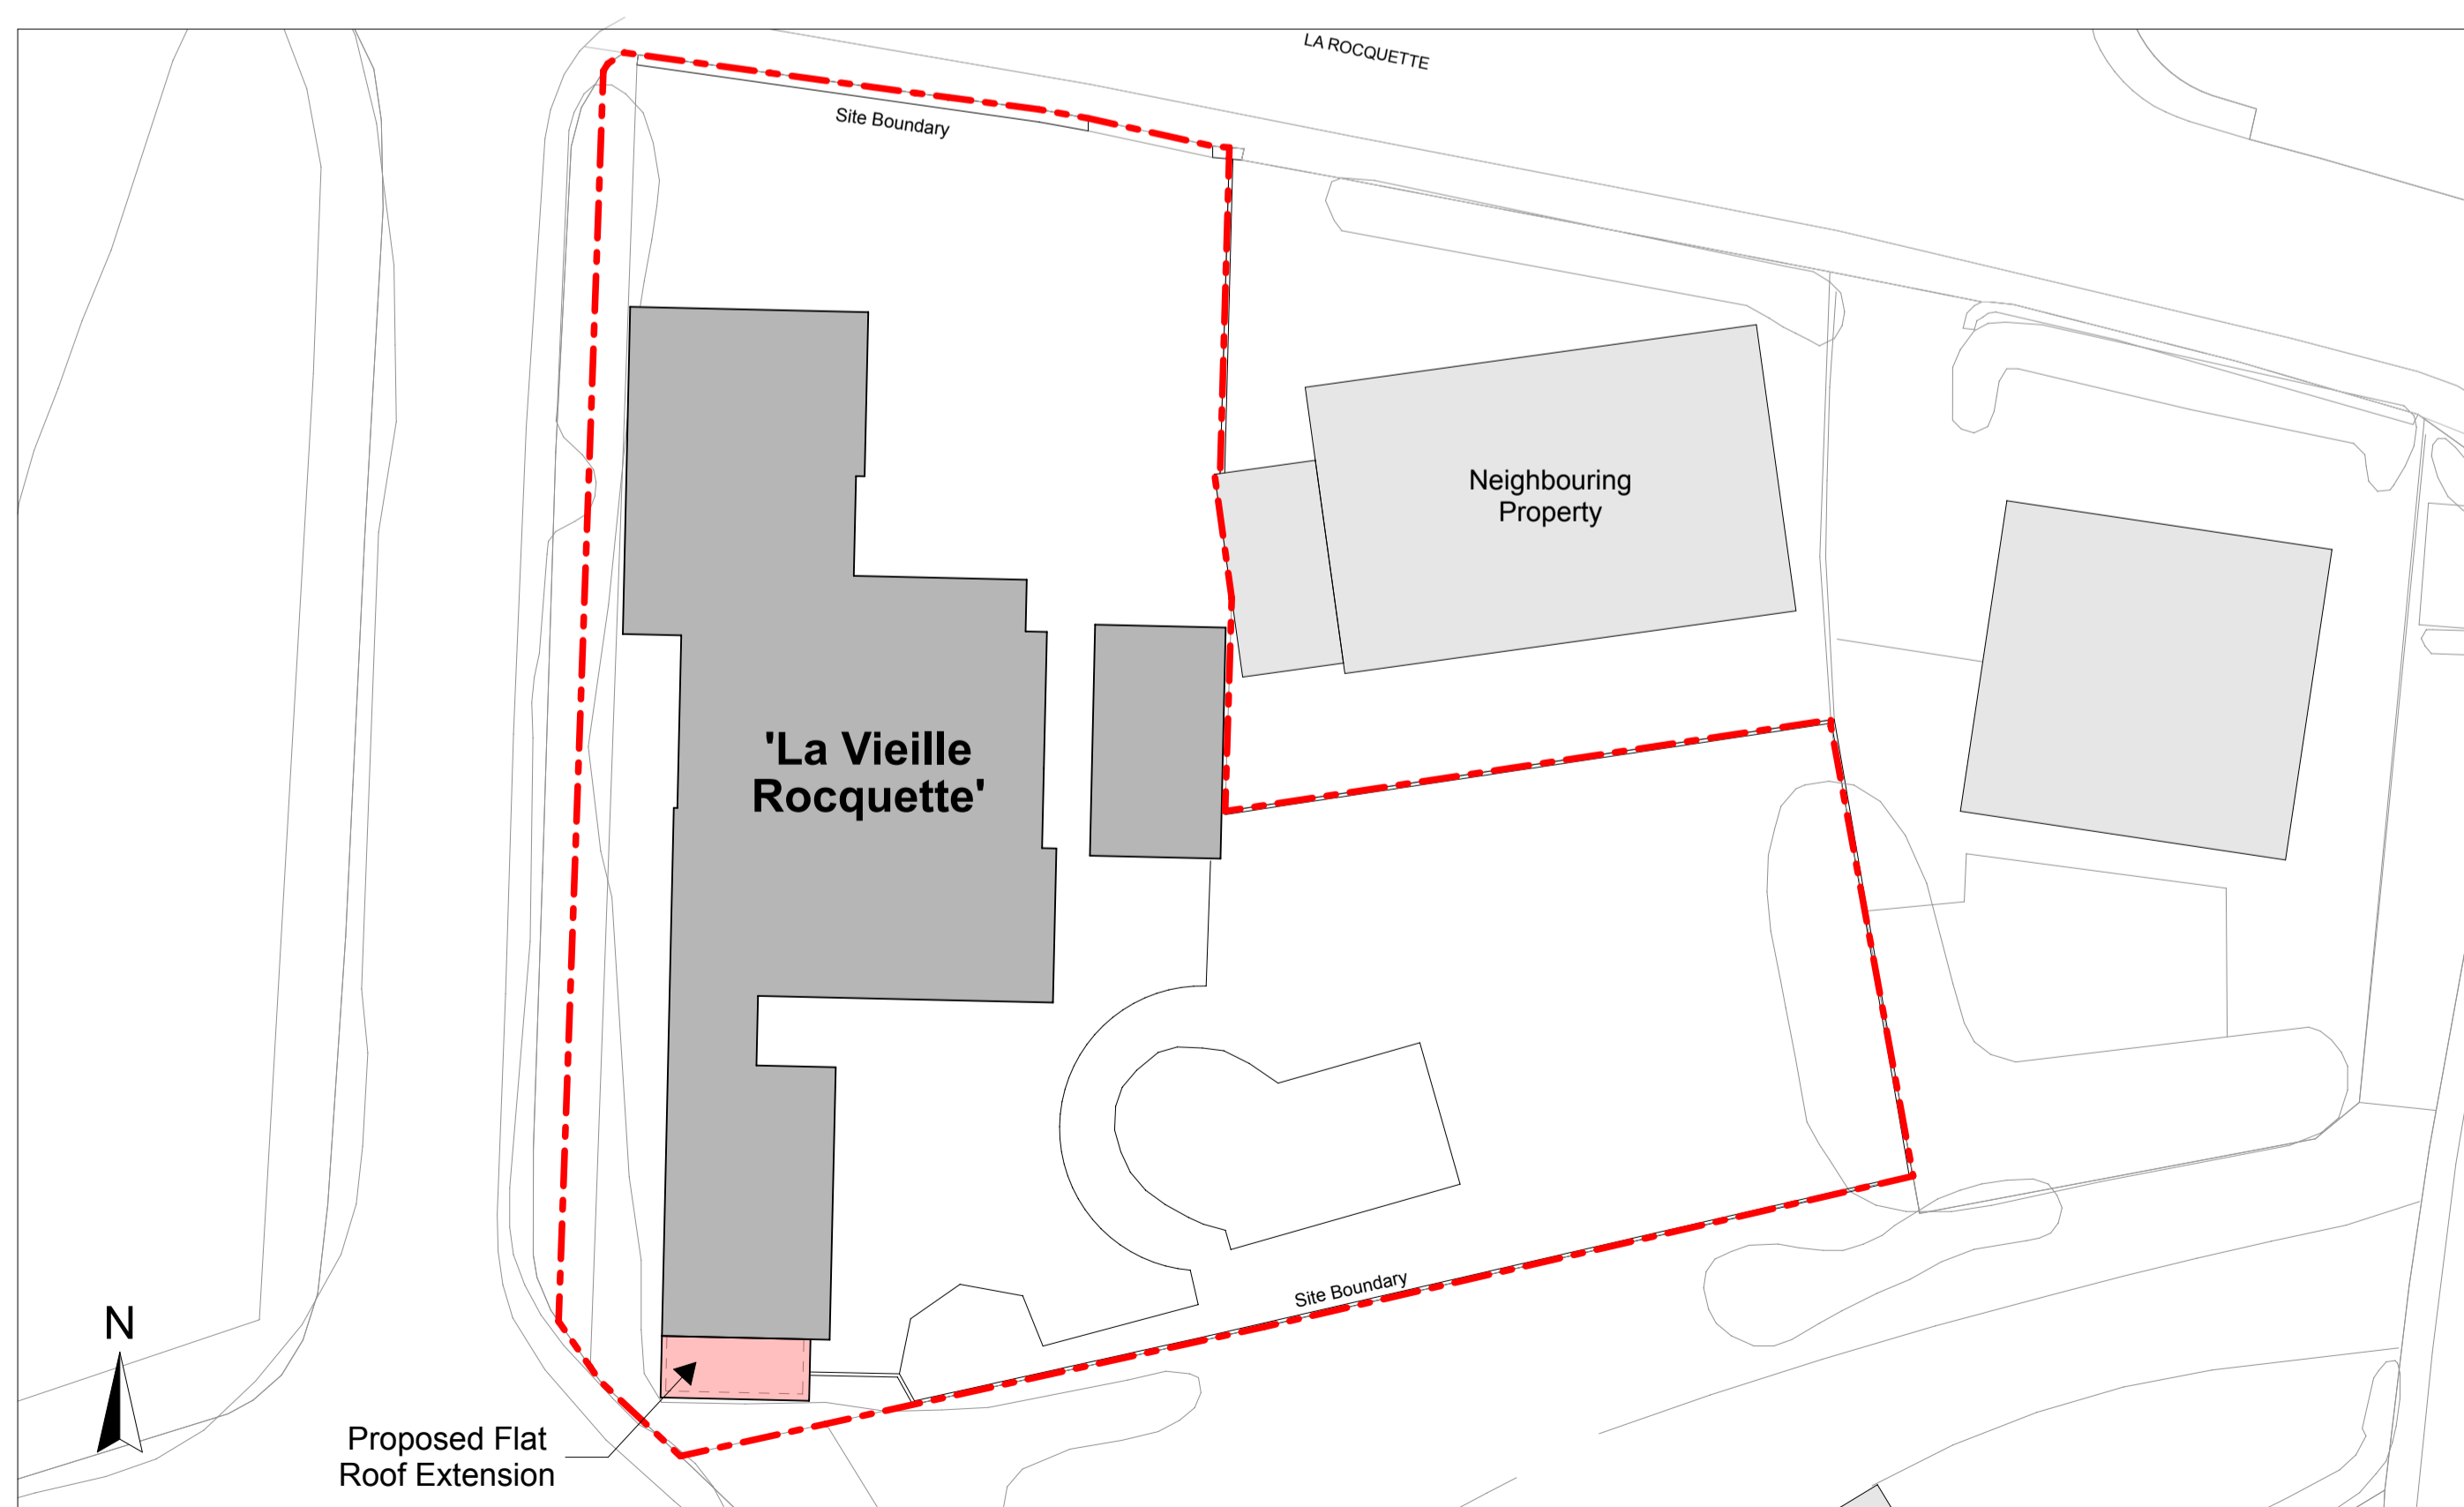 LA ROCQUETTE
Site Boundary
Neighbouring
Property
'La Vieille
Rocquette'
Site Boundary
N
Proposed Flat
Roof Extension